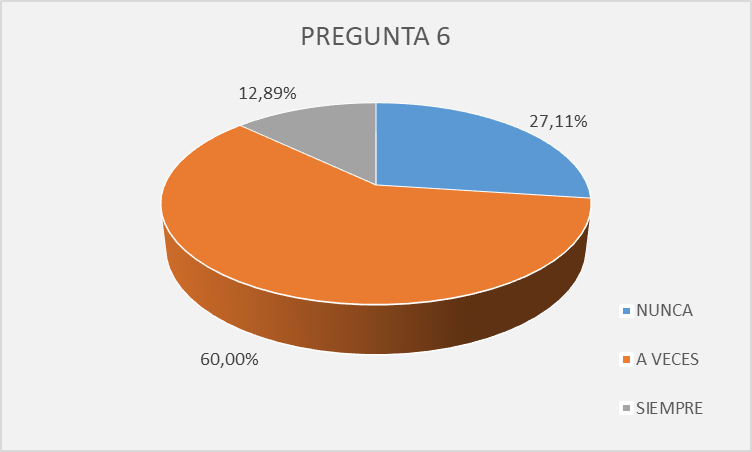 PREGUNTA 6
12,89%
27,11%
60,00%
NUNCA
A VECES
SIEMPRE